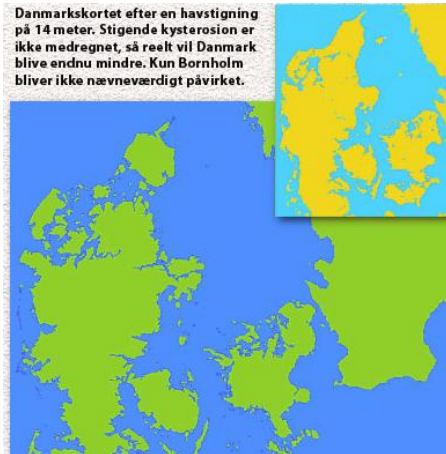 Danmarkskortet efter en havstigning
på 14 meter. Stigende kysterosion er
ikke medregnet, så reelt vil Danmark
blive endnu mindre. Kun Bornholm
bliver ikke nævneværdigt påvirket.